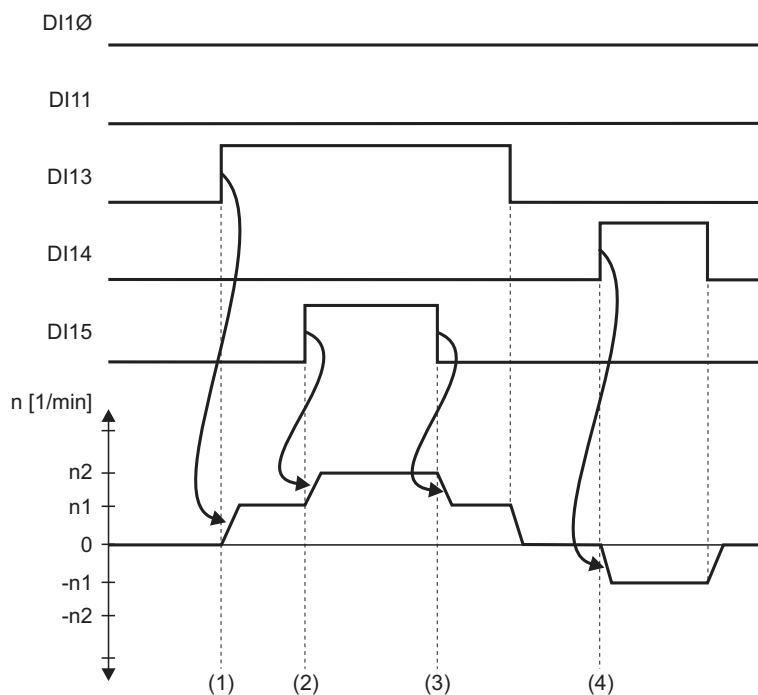 DI1Ø
DI11
DI13
DI14
DI15
n [1/min]
n2
n1
0
-n1
-n2
(1) (2) (3) (4)